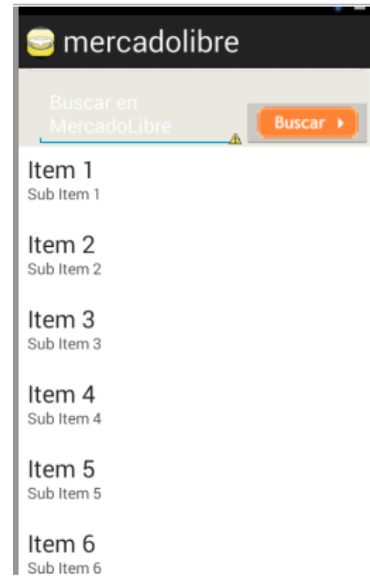 mercadolibre
Buscar en
MercadoLibre
Buscar
Item 1
Sub Item 1
Item 2
Sub Item 2
Item 3
Sub Item 3
Item 4
Sub Item 4
Item 5
Sub Item 5
Item 6
Sub Item 6